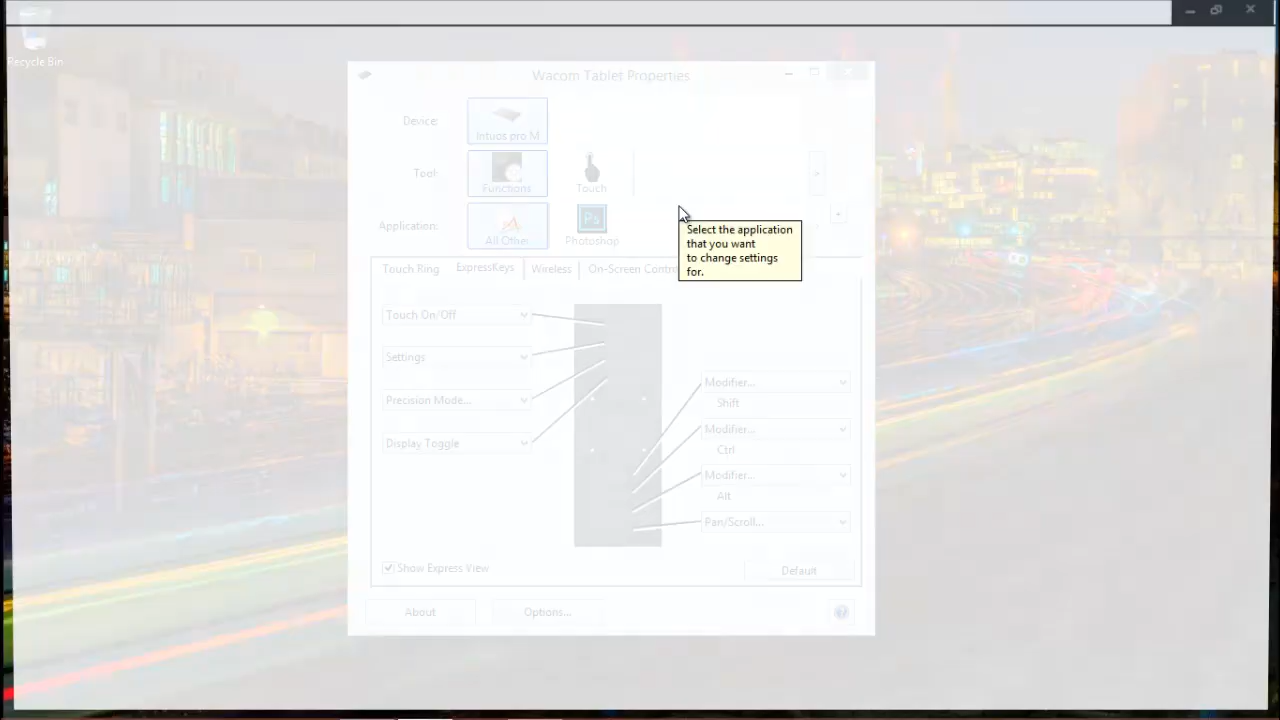 Recycle Bin
Wacom Tablet Properties
Device:
Intuos pro M
Tool:
Functions
Touch
Application:
All Other
Ps
Photoshop
Select the application
that you want
to change settings
for.
Touch Ring
ExpressKeys
Wireless
On-Screen Contro
Touch On/Off
Settings
Precision Mode...
Display Toggle
Modifier...
Shift
Modifier...
Ctrl
Modifier...
Alt
Pan/Scroll...
Show Express View
Default
About
Options...
?